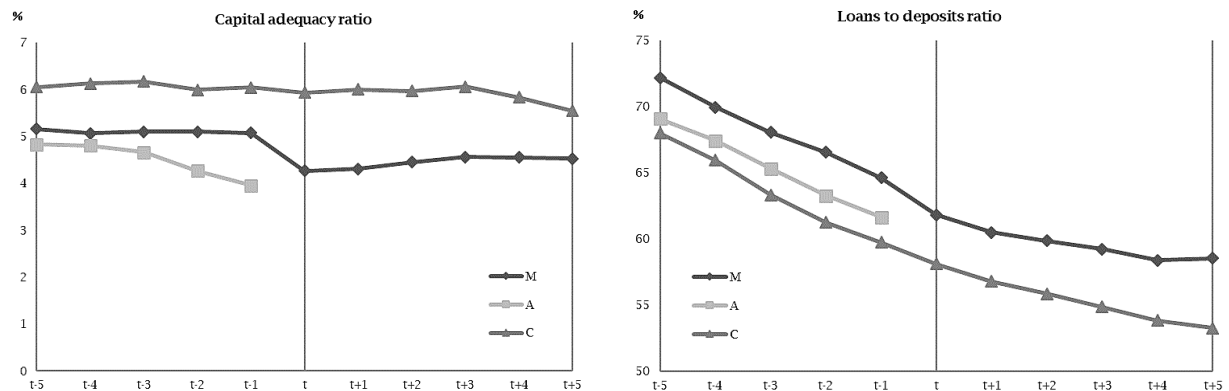 %
Capital adequacy ratio
7
6
5
4
3
2
1
0
M
A
C
t-5 t-4 t-3 t-2 t-1 t t+1 t+2 t+3 t+4 t+5
%
Loans to deposits ratio
75
70
65
60
55
50
M
A
C
t-5 t-4 t-3 t-2 t-1 t t+1 t+2 t+3 t+4 t+5